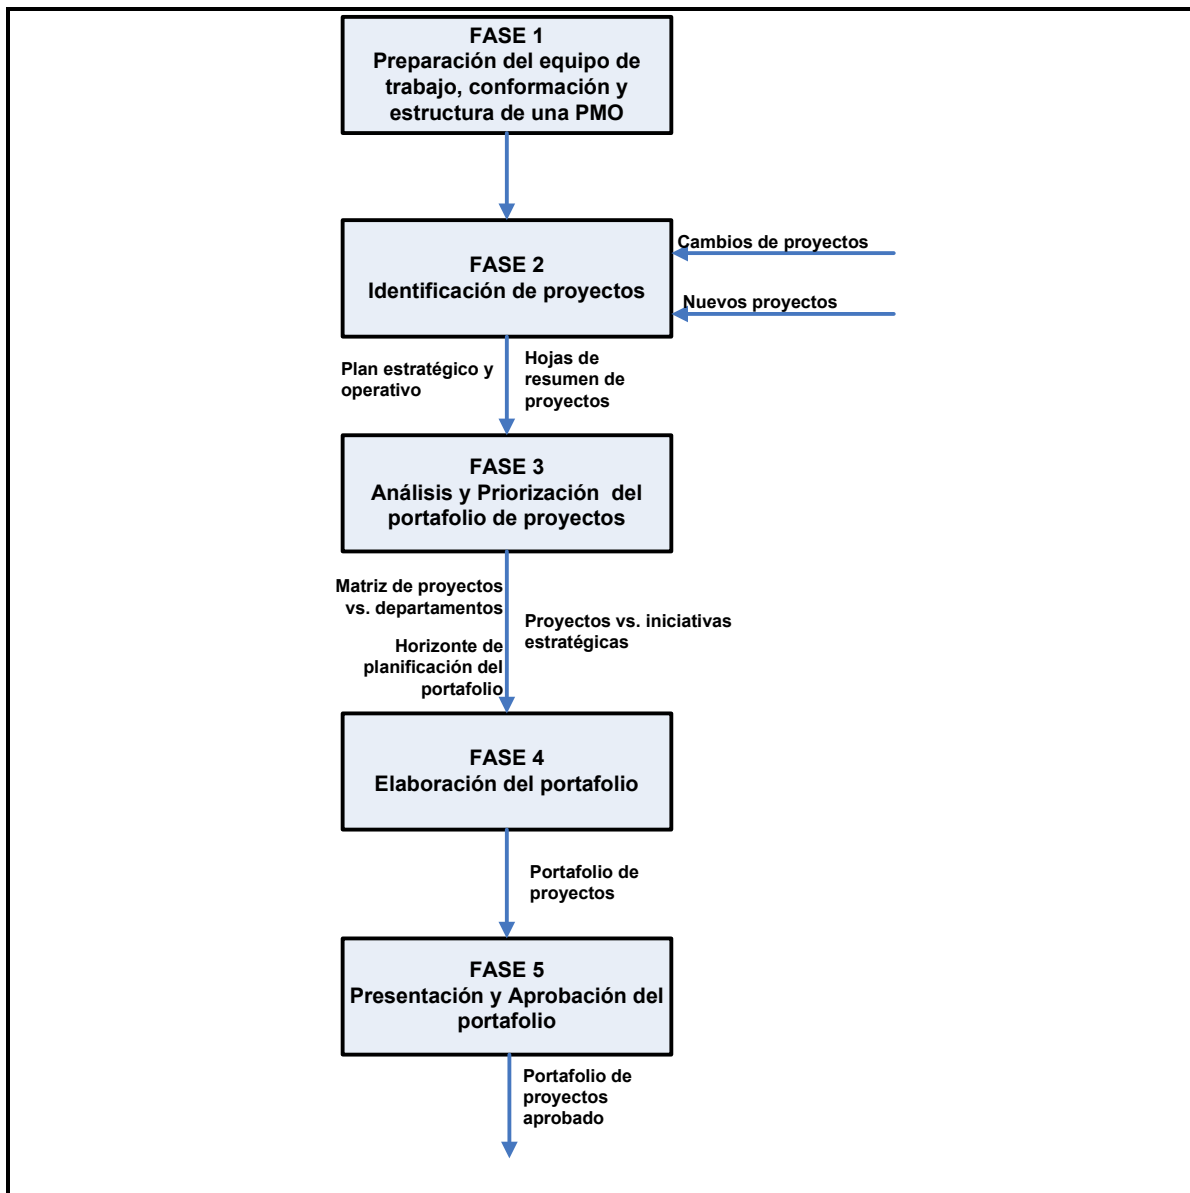 FASE 1
Preparación del equipo de
trabajo, conformación y
estructura de una PMO
Cambios de proyectos
FASE 2
Identificación de proyectos
Nuevos proyectos
Plan estratégico y
operativo
Hojas de
resumen de
proyectos
FASE 3
Análisis y Priorización  del
portafolio de proyectos
Matriz de proyectos
vs. departamentos
Proyectos vs. iniciativas
estratégicas
Horizonte de
planificación del
portafolio
FASE 4
Elaboración del portafolio
Portafolio de
proyectos
FASE 5
Presentación y Aprobación del
portafolio
Portafolio de
proyectos
aprobado